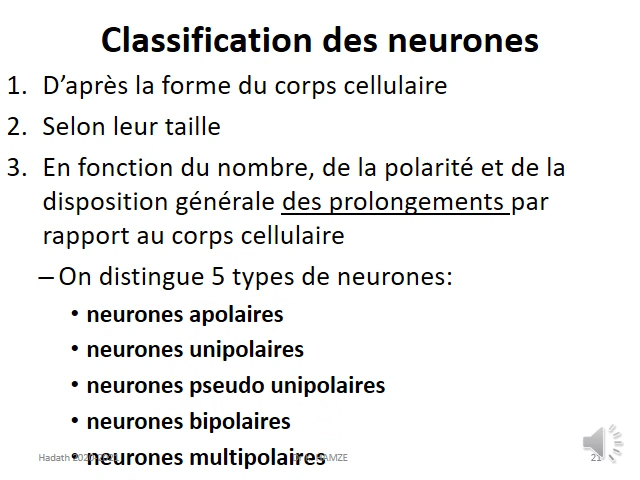 Classification des neurones
1. D’après la forme du corps cellulaire
2. Selon leur taille
3. En fonction du nombre, de la polarité et de la
disposition générale des prolongements par
rapport au corps cellulaire
– On distingue 5 types de neurones:
• neurones apolaires
• neurones unipolaires
• neurones pseudo unipolaires
• neurones bipolaires
• neurones multipolaires
Hadath
HAMZE
21